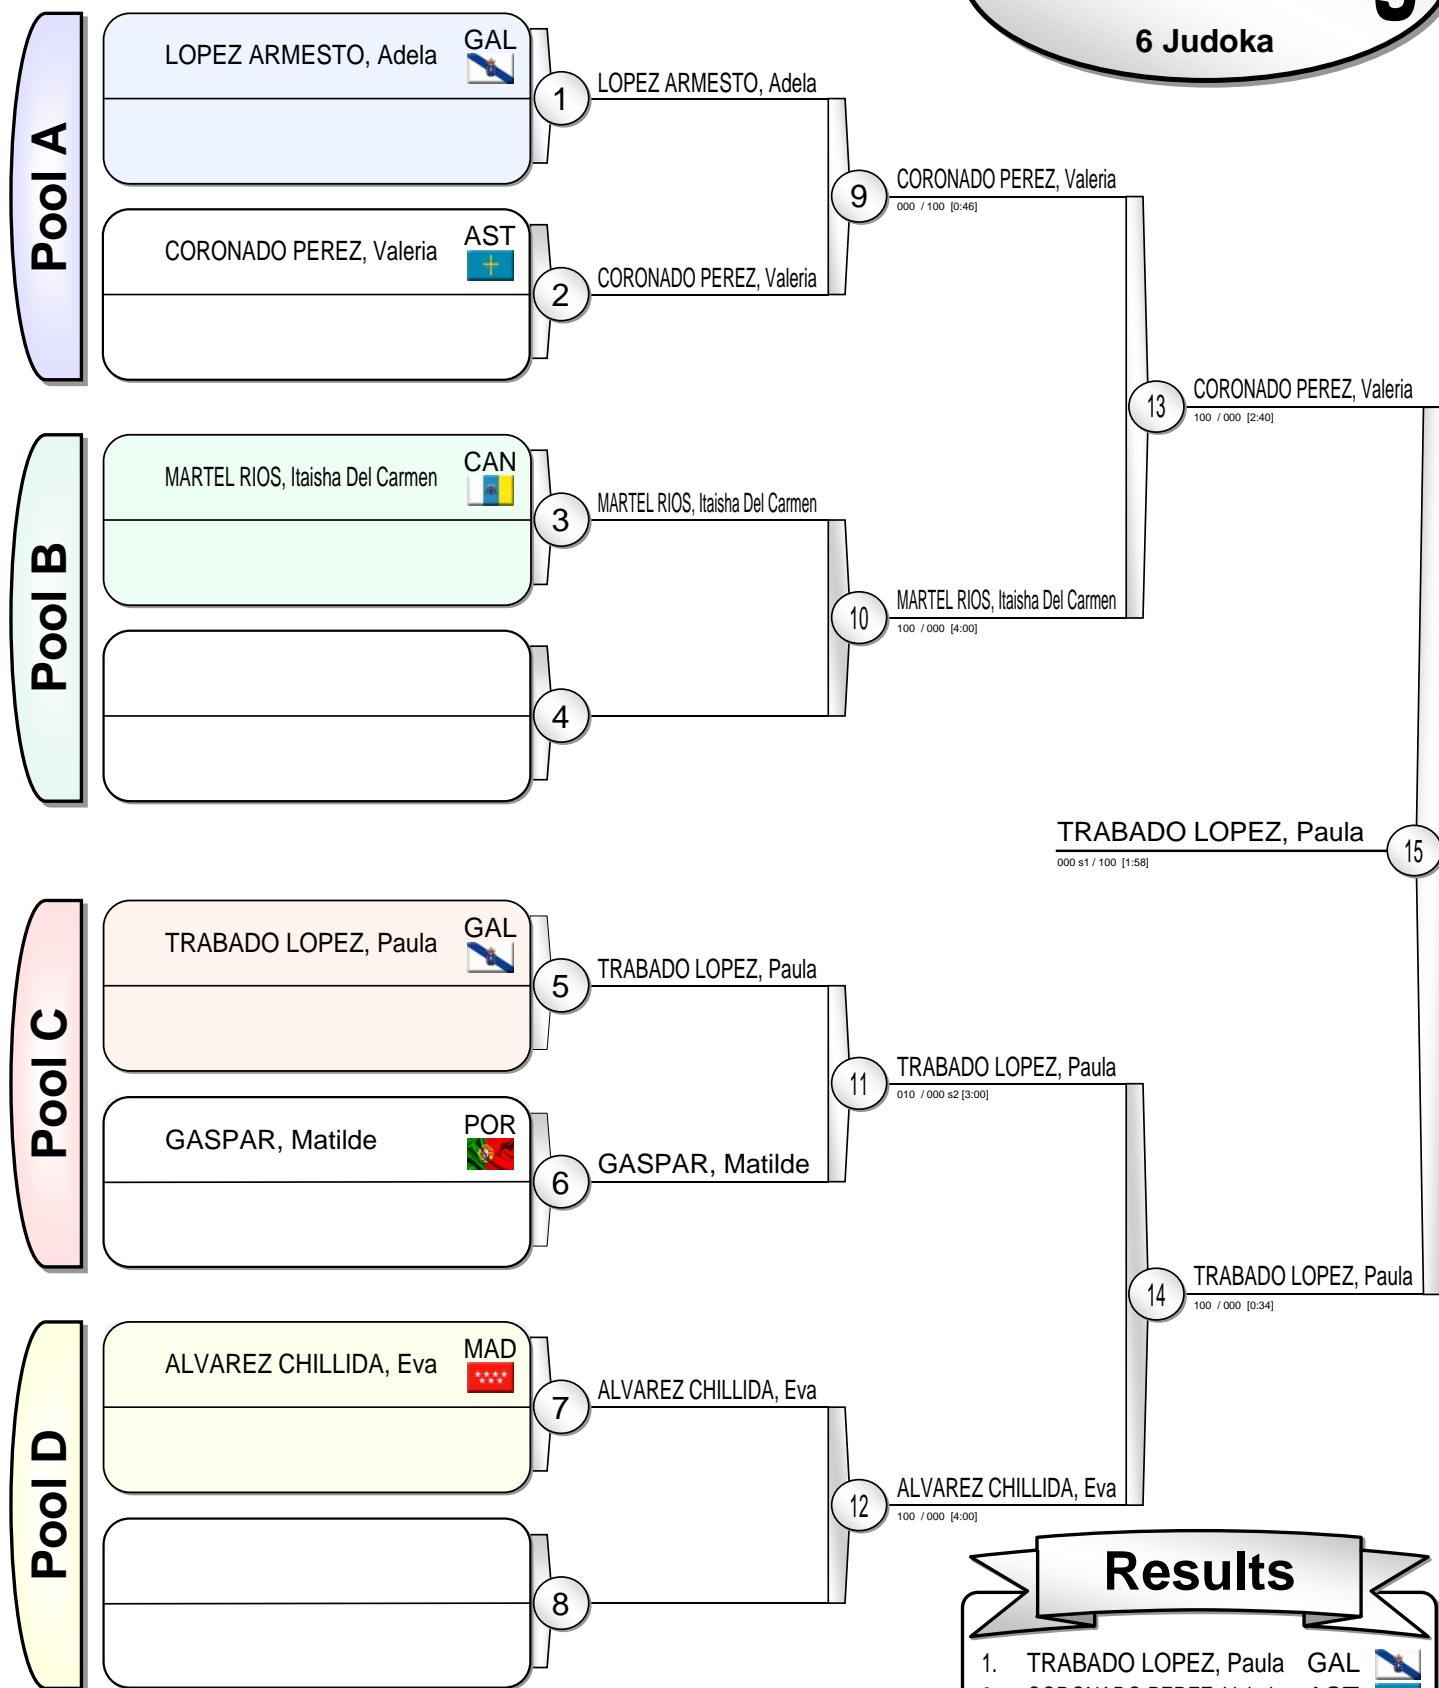 6 Judoka
Pool A
LOPEZ ARMESTO, Adela GAL
1
LOPEZ ARMESTO, Adela
CORONADO PEREZ, Valeria AST
2
CORONADO PEREZ, Valeria
9
CORONADO PEREZ, Valeria
000 / 100 [0:46]
13
CORONADO PEREZ, Valeria
100 / 000 [2:40]
Pool B
MARTEL RIOS, Itaisha Del Carmen CAN
3
MARTEL RIOS, Itaisha Del Carmen
10
MARTEL RIOS, Itaisha Del Carmen
100 / 000 [4:00]
4
TRABADO LOPEZ, Paula
000 s1 / 100 [1:58]
15
Pool C
TRABADO LOPEZ, Paula GAL
5
TRABADO LOPEZ, Paula
GASPAR, Matilde POR
6
GASPAR, Matilde
11
TRABADO LOPEZ, Paula
010 / 000 s2 [3:00]
14
TRABADO LOPEZ, Paula
100 / 000 [0:34]
Pool D
ALVAREZ CHILLIDA, Eva MAD
7
ALVAREZ CHILLIDA, Eva
12
ALVAREZ CHILLIDA, Eva
100 / 000 [4:00]
8
Results
1. TRABADO LOPEZ, Paula GAL